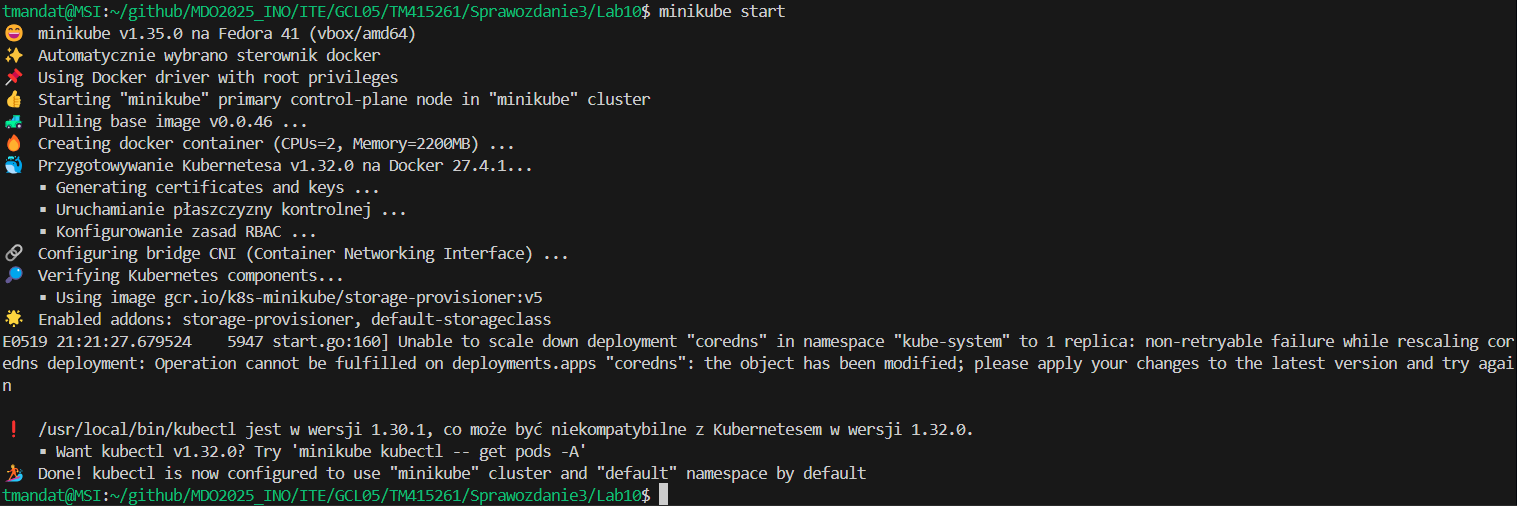 tmandat@MSI:~/github/MDO2025_INO/ITE/GCL05/TM415261/Sprawozdanie3/Lab10$ minikube start
😄 minikube v1.35.0 na Fedora 41 (vbox/amd64)
✨ Automatycznie wybrano sterownik docker
📌 Using Docker driver with root privileges
👍 Starting "minikube" primary control-plane node in "minikube" cluster
🚜 Pulling base image v0.0.46 ...
🔥 Creating docker container (CPUs=2, Memory=2200MB) ...
🐳 Przygotowywanie Kubernetesa v1.32.0 na Docker 27.4.1...
▪ Generating certificates and keys ...
▪ Uruchamianie płaszczyzny kontrolnej ...
▪ Konfigurowanie zasad RBAC ...
🔗 Configuring bridge CNI (Container Networking Interface) ...
🔎 Verifying Kubernetes components...
▪ Using image gcr.io/k8s-minikube/storage-provisioner:v5
🌟 Enabled addons: storage-provisioner, default-storageclass
E0519 21:21:27.679524    5947 start.go:160] Unable to scale down deployment "coredns" in namespace "kube-system" to 1 replica: non-retryable failure while rescaling cor
edns deployment: Operation cannot be fulfilled on deployments.apps "coredns": the object has been modified; please apply your changes to the latest version and try agai
n
❗ /usr/local/bin/kubectl jest w wersji 1.30.1, co może być niekompatybilne z Kubernetesem w wersji 1.32.0.
▪ Want kubectl v1.32.0? Try 'minikube kubectl -- get pods -A'
🏄 Done! kubectl is now configured to use "minikube" cluster and "default" namespace by default
tmandat@MSI:~/github/MDO2025_INO/ITE/GCL05/TM415261/Sprawozdanie3/Lab10$